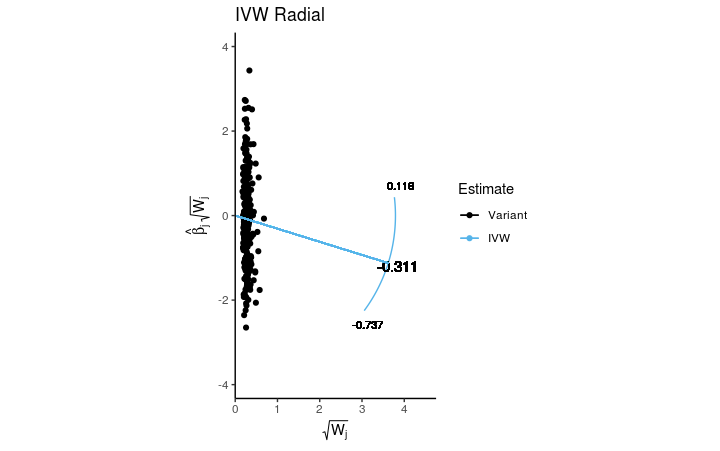 IVW Radial
β̂j√Wj
4
2
0
-2
-4
0.116
-0.311
-0.737
0 1 2 3 4
√Wj
Estimate
Variant
IVW